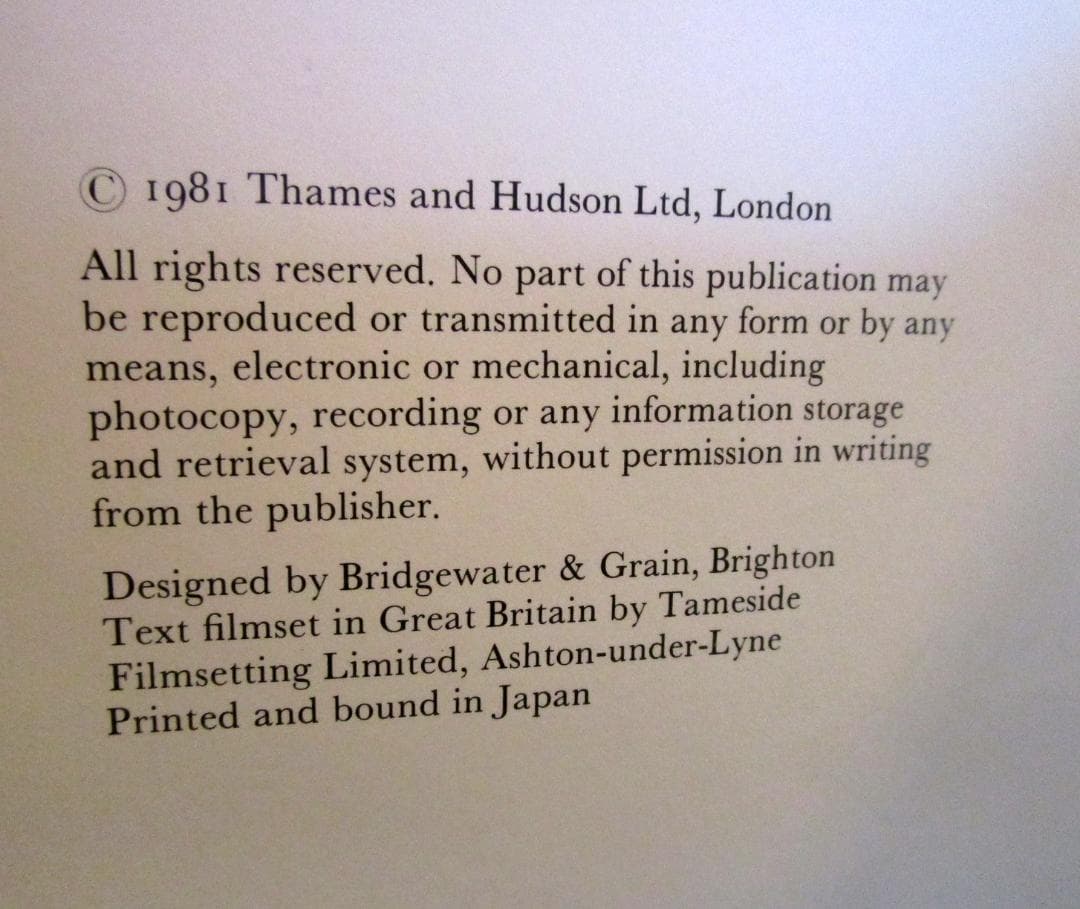 © 1981 Thames and Hudson Ltd, London
All rights reserved. No part of this publication may
be reproduced or transmitted in any form or by any
means, electronic or mechanical, including
photocopy, recording or any information storage
and retrieval system, without permission in writing
from the publisher.
Designed by Bridgewater & Grain, Brighton
Text filmset in Great Britain by Tameside
Filmsetting Limited, Ashton-under-Lyne
Printed and bound in Japan